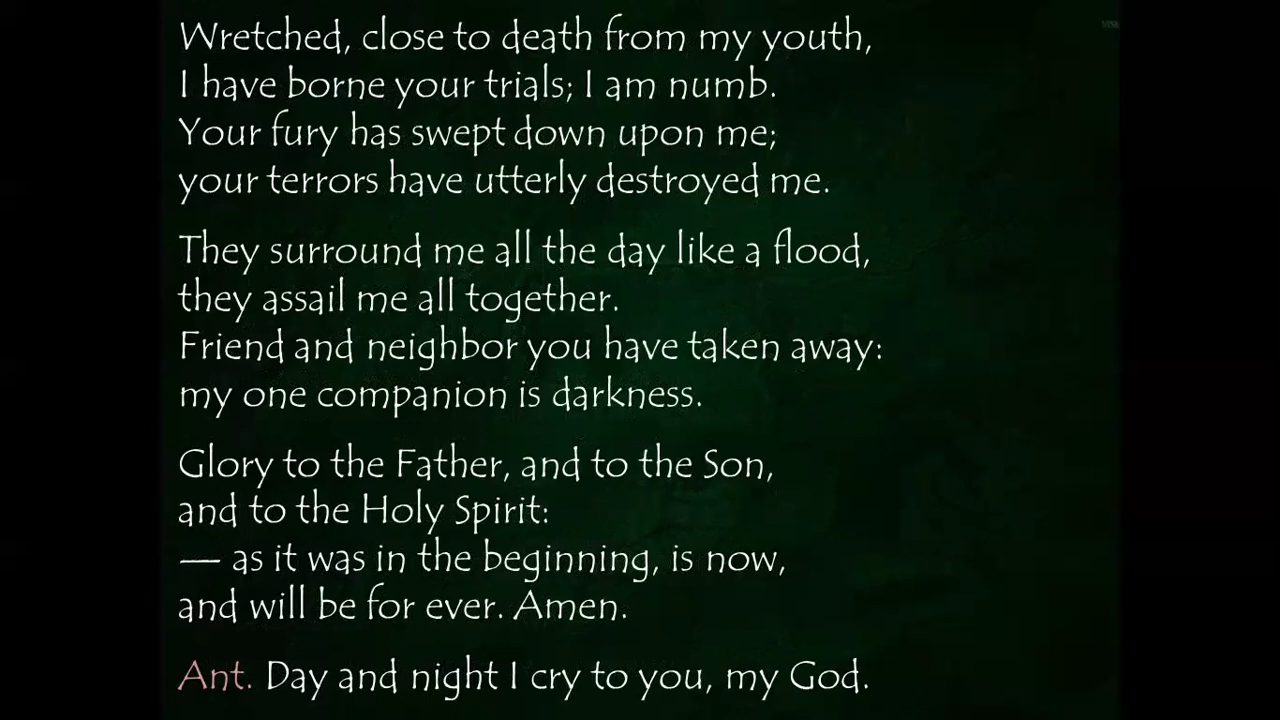 Wretched, close to death from my youth,
I have borne your trials; I am numb.
Your fury has swept down upon me;
your terrors have utterly destroyed me.
They surround me all the day like a flood,
they assail me all together.
Friend and neighbor you have taken away:
my one companion is darkness.
Glory to the Father, and to the Son,
and to the Holy Spirit:
— as it was in the beginning, is now,
and will be for ever. Amen.
Ant. Day and night I cry to you, my God.